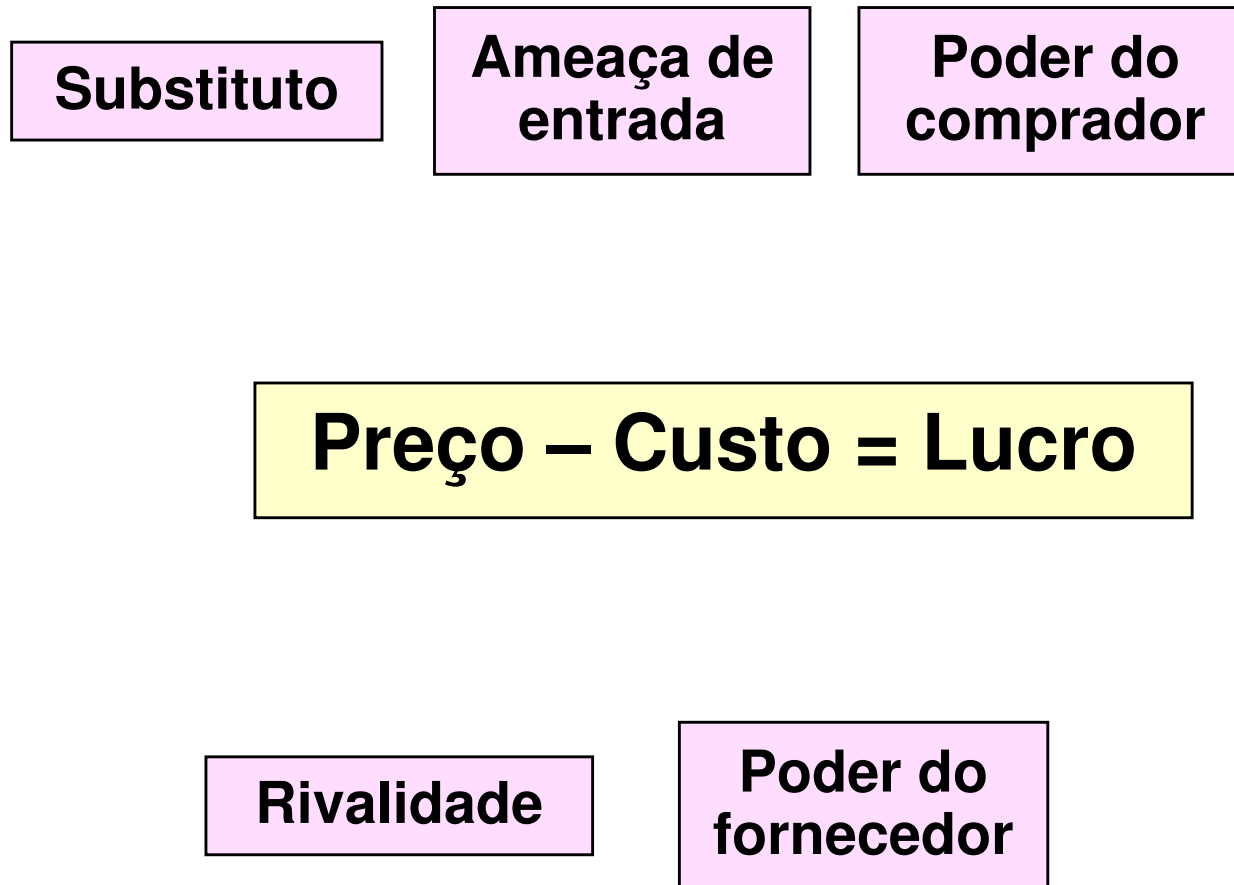 Substituto
Ameaça de
entrada
Poder do
comprador
Preço – Custo = Lucro
Rivalidade
Poder do
fornecedor